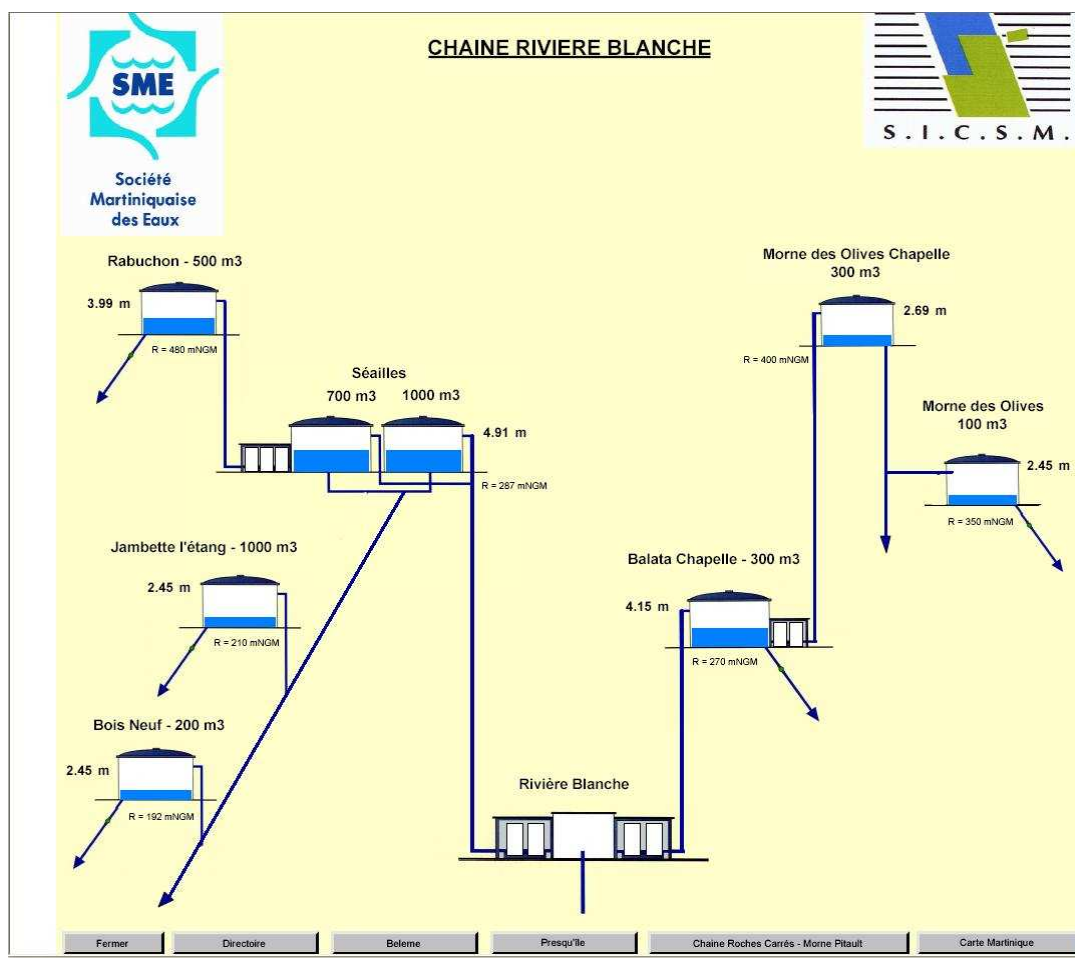 CHAINE RIVIERE BLANCHE
SME
Société
Martiniquaise
des Eaux
S.I.C.S.M.
Rabuchon - 500 m3
3.99 m
R = 480 mNGM
Séailles
700 m3 1000 m3
4.91 m
R = 287 mNGM
Jambette l'étang - 1000 m3
2.45 m
R = 210 mNGM
Bois Neuf - 200 m3
2.45 m
R = 192 mNGM
Morne des Olives Chapelle
300 m3
2.69 m
R = 400 mNGM
Morne des Olives
100 m3
2.45 m
R = 350 mNGM
Balata Chapelle - 300 m3
4.15 m
R = 270 mNGM
Rivière Blanche
Fermer
Directoire
Beleme
Presqu'île
Chaine Roches Carrés - Morne Pitault
Carte Martinique